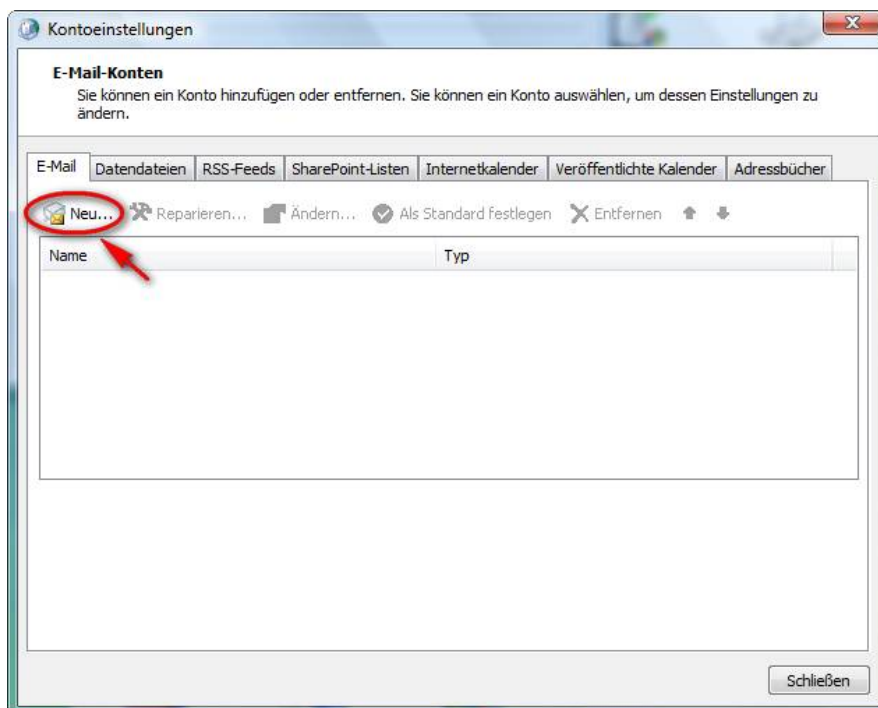 Kontoeinstellungen
E-Mail-Konten
Sie können ein Konto hinzufügen oder entfernen. Sie können ein Konto auswählen, um dessen Einstellungen zu
ändern.
E-Mail Datendateien RSS-Feeds SharePoint-Listen Internetkalender Veröffentlichte Kalender Adressbücher
Neu... Reparieren... Ändern... Als Standard festlegen Entfernen
Name Typ
Schließen